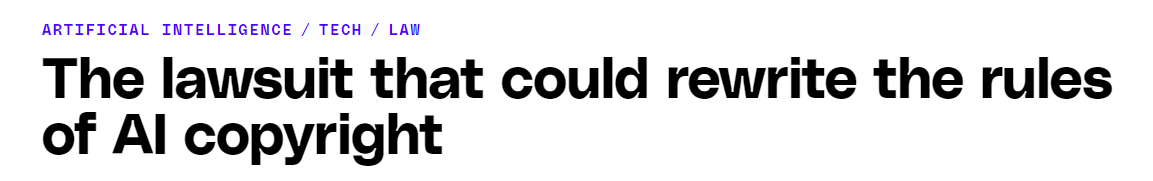 ARTIFICIAL INTELLIGENCE / TECH / LAW
The lawsuit that could rewrite the rules
of AI copyright